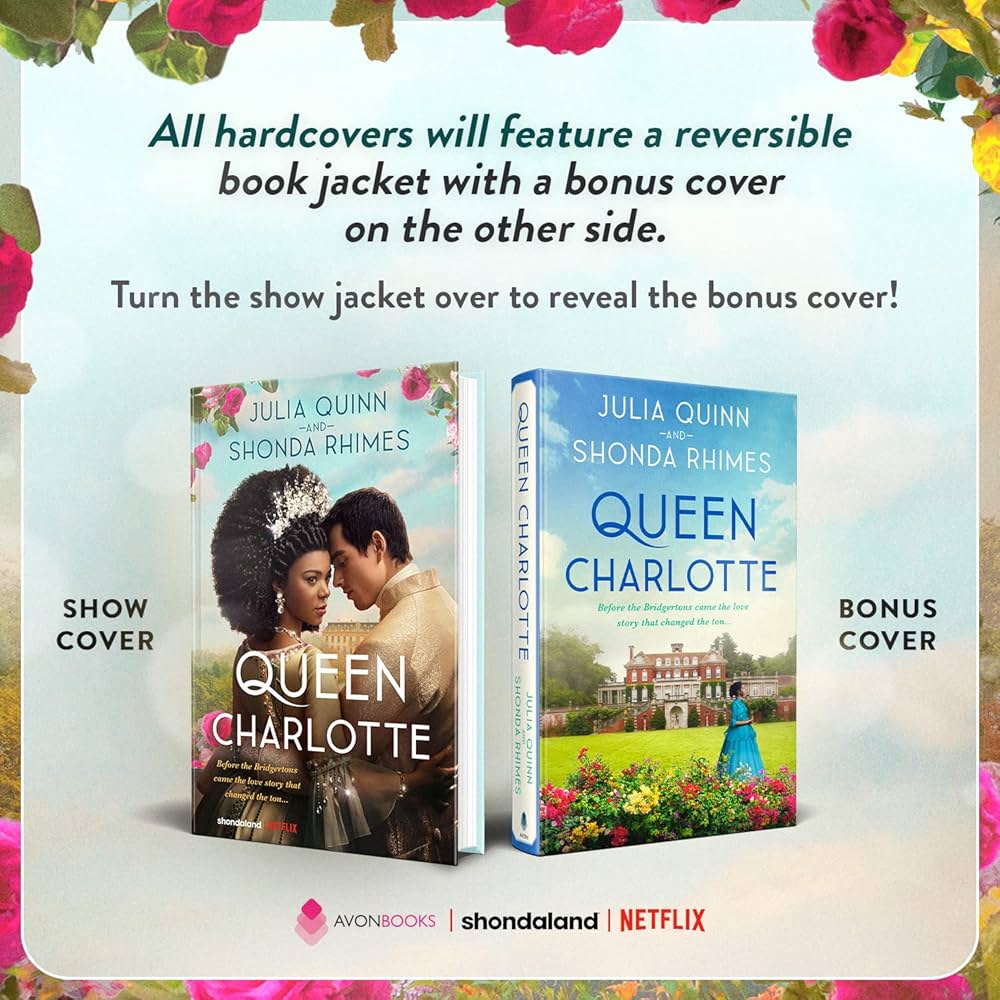 All hardcovers will feature a reversible
book jacket with a bonus cover
on the other side.
Turn the show jacket over to reveal the bonus cover!
SHOW
COVER
JULIA QUINN
-AND-
SHONDA RHIMES
QUEEN
CHARLOTTE
Before the Bridgertons
came the love story that
changed the ton...
shondaland | NETFLIX
QUEEN CHARLOTTE
JULIA QUINN
AND
SHONDA RHIMES
AVON
JULIA QUINN
-AND-
SHONDA RHIMES
QUEEN
CHARLOTTE
Before the Bridgertons came the love
story that changed the ton...
BONUS
COVER
AVONBOOKS | shondaland | NETFLIX